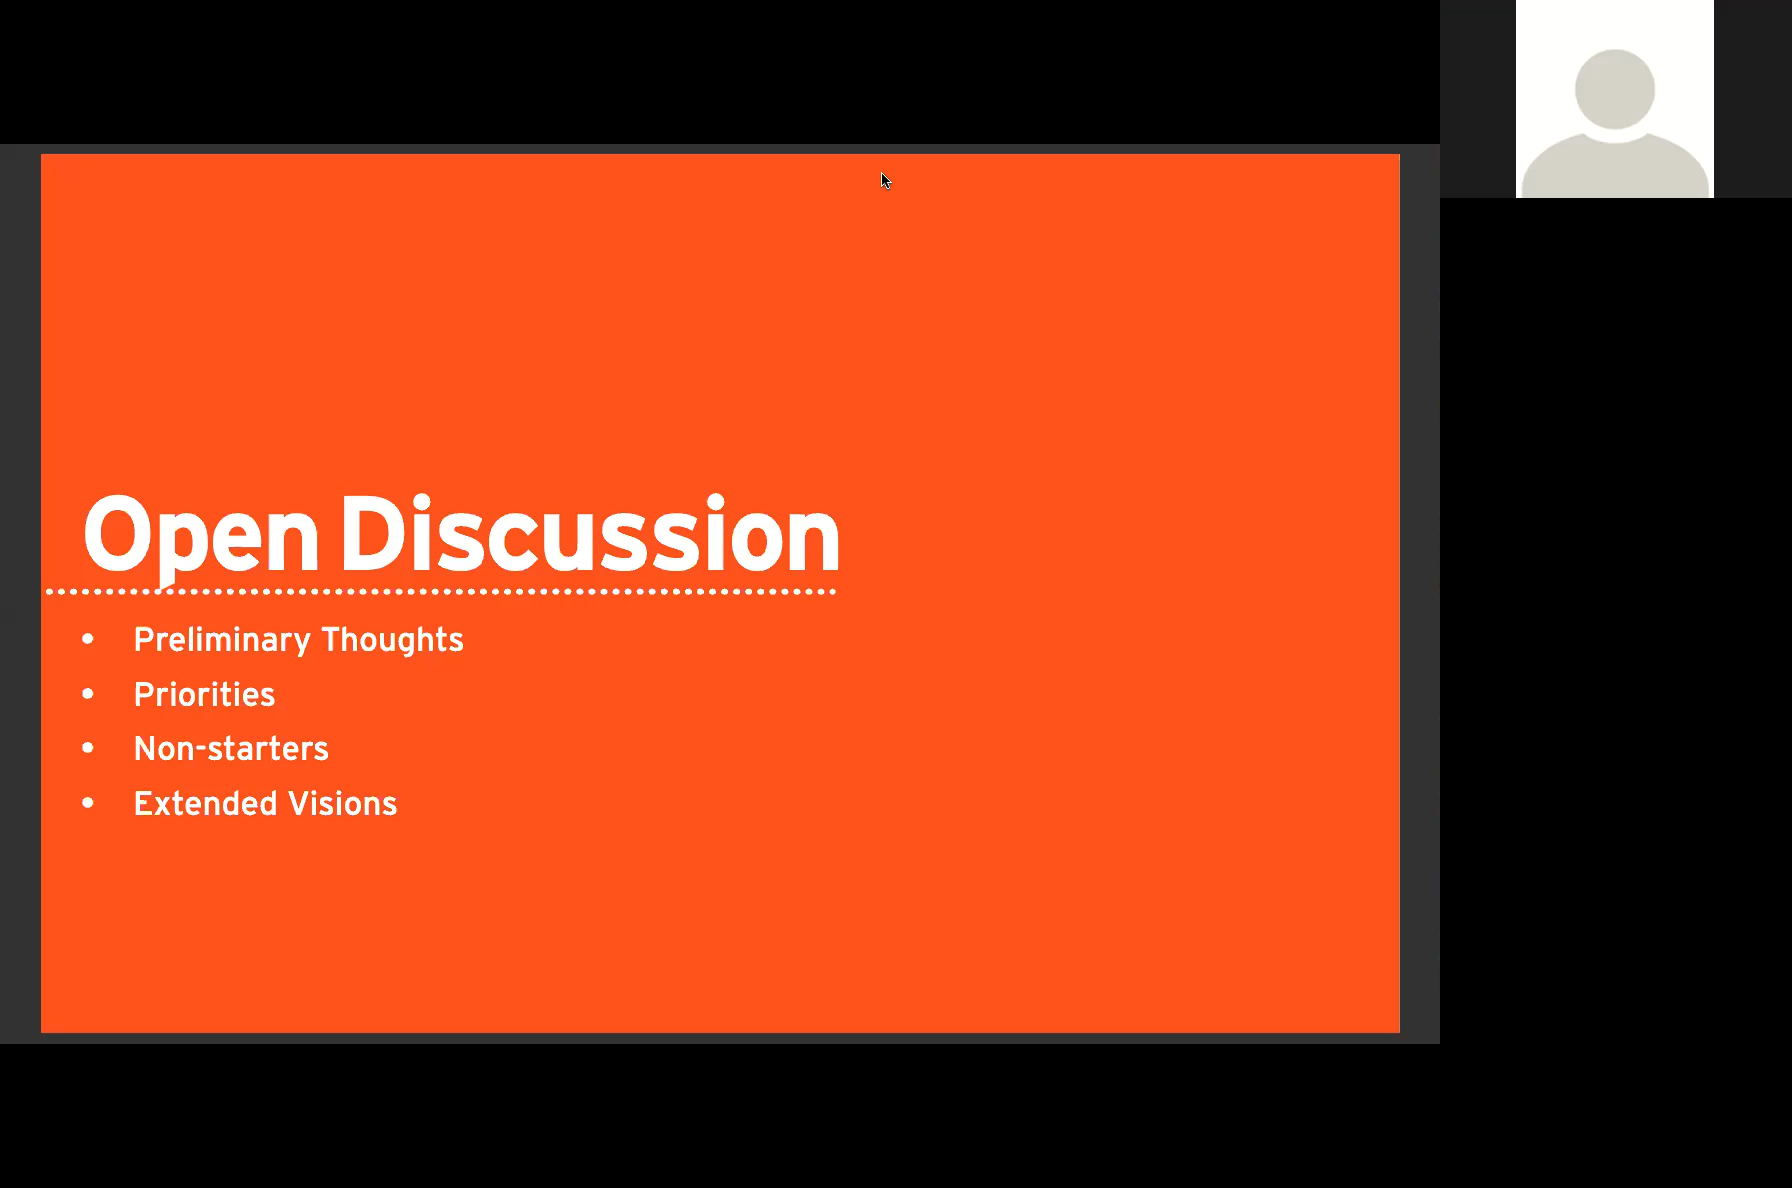 Open Discussion
• Preliminary Thoughts
• Priorities
• Non-starters
• Extended Visions